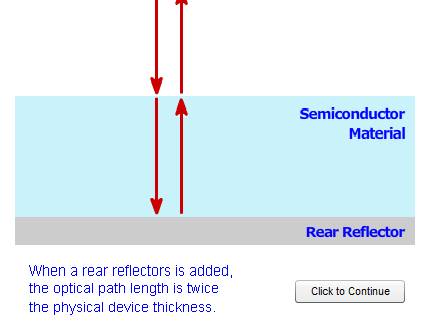 Semiconductor
Material
Rear Reflector
When a rear reflectors is added,
the optical path length is twice
the physical device thickness.
Click to Continue